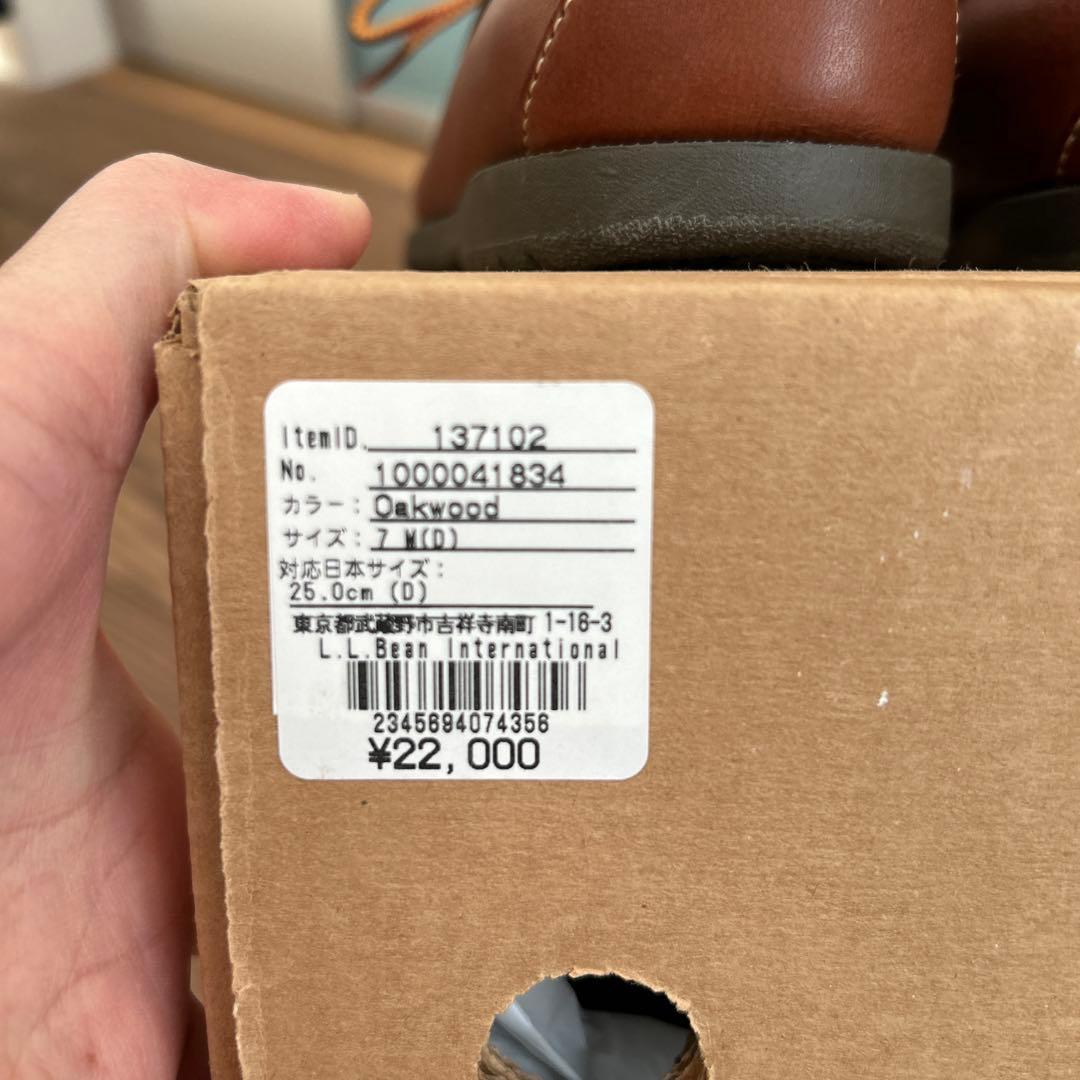 ItemID. 137102
No. 1000041834
カラー: Oakwood
サイズ: 7 M(D)
対応日本サイズ:
25.0cm (D)
東京都武蔵野市吉祥寺南町 1-16-3
L.L.Bean International
2345694074356
¥22,000